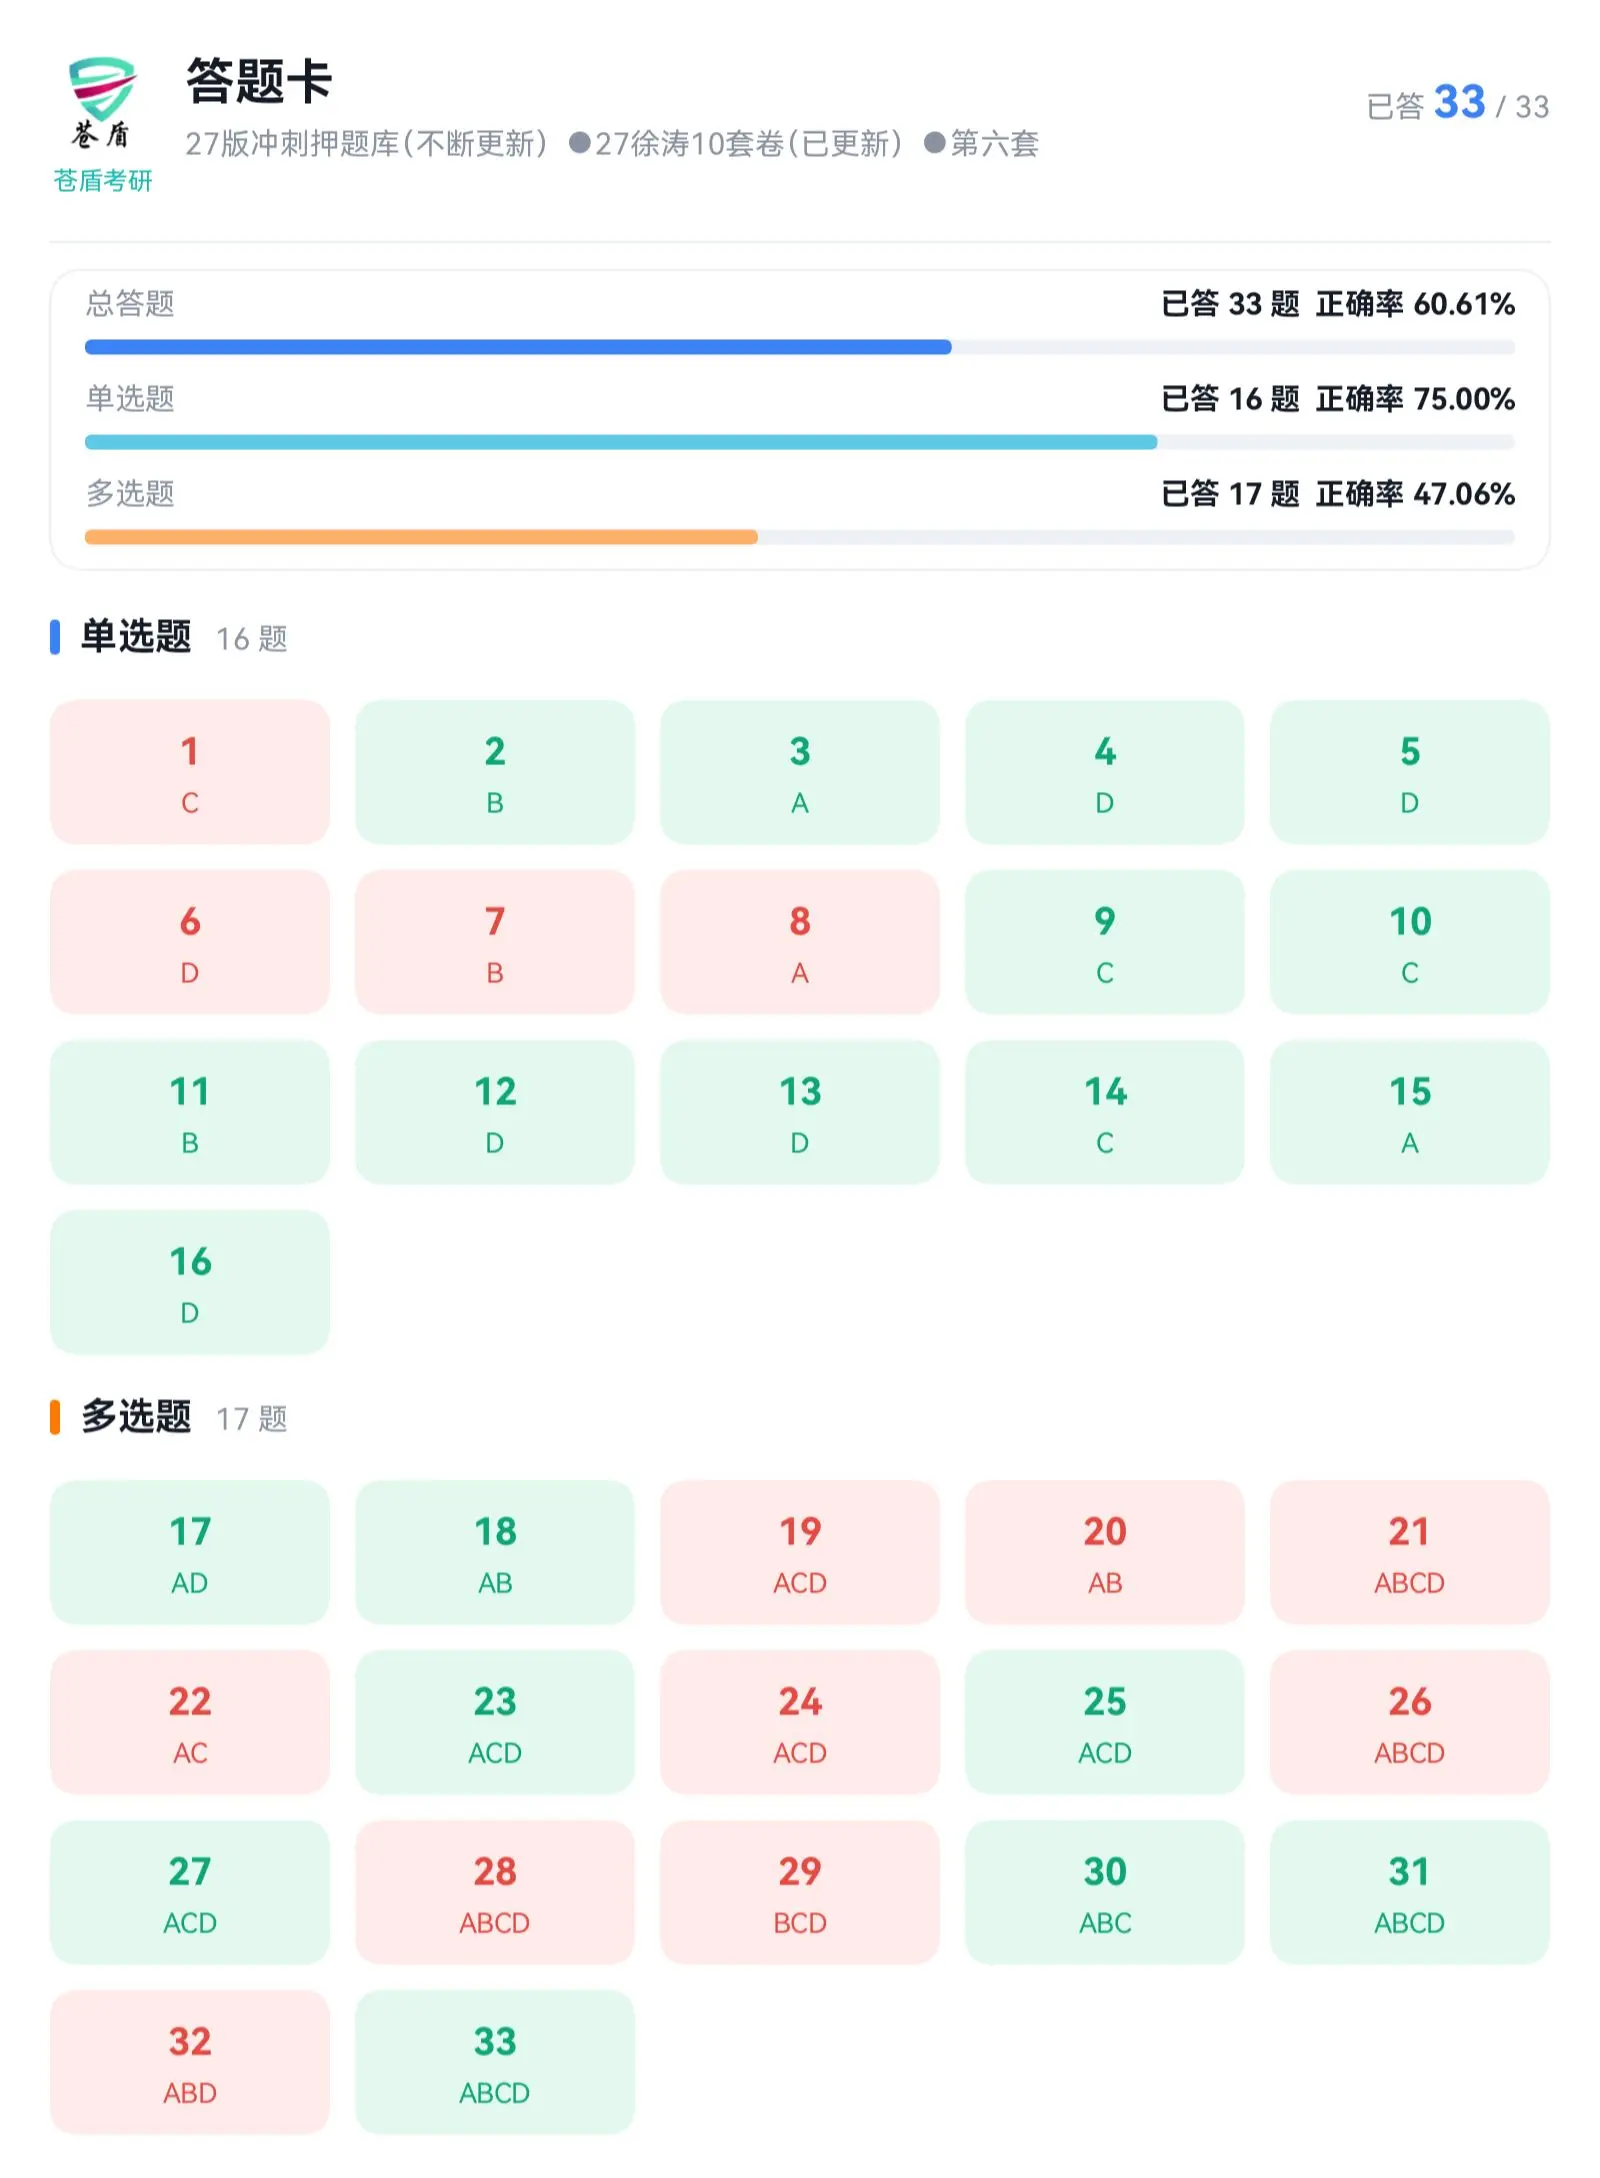 答题卡
已答 33 / 33
27版冲刺押题库(不断更新) ●27徐涛10套卷(已更新) ●第六套
苍盾
苍盾考研
总答题 已答 33 题 正确率 60.61%
单选题 已答 16 题 正确率 75.00%
多选题 已答 17 题 正确率 47.06%
单选题 16 题
1 2 3 4 5
C B A D D
6 7 8 9 10
D B A C C
11 12 13 14 15
B D D C A
16
D
多选题 17 题
17 18 19 20 21
AD AB ACD AB ABCD
22 23 24 25 26
AC ACD ACD ACD ABCD
27 28 29 30 31
ACD ABCD BCD ABC ABCD
32 33
ABD ABCD